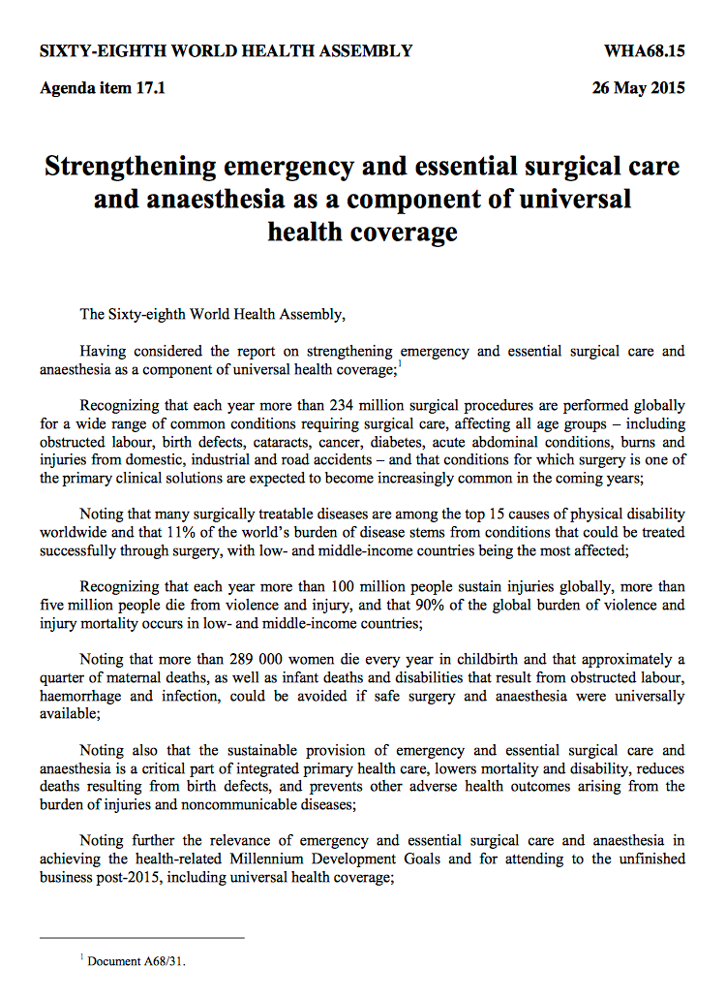 SIXTY-EIGHTH WORLD HEALTH ASSEMBLY WHA68.15
Agenda item 17.1 26 May 2015
Strengthening emergency and essential surgical care
and anaesthesia as a component of universal
health coverage
The Sixty-eighth World Health Assembly,
Having considered the report on strengthening emergency and essential surgical care and
anaesthesia as a component of universal health coverage;1
Recognizing that each year more than 234 million surgical procedures are performed globally
for a wide range of common conditions requiring surgical care, affecting all age groups – including
obstructed labour, birth defects, cataracts, cancer, diabetes, acute abdominal conditions, burns and
injuries from domestic, industrial and road accidents – and that conditions for which surgery is one of
the primary clinical solutions are expected to become increasingly common in the coming years;
Noting that many surgically treatable diseases are among the top 15 causes of physical disability
worldwide and that 11% of the world’s burden of disease stems from conditions that could be treated
successfully through surgery, with low- and middle-income countries being the most affected;
Recognizing that each year more than 100 million people sustain injuries globally, more than
five million people die from violence and injury, and that 90% of the global burden of violence and
injury mortality occurs in low- and middle-income countries;
Noting that more than 289 000 women die every year in childbirth and that approximately a
quarter of maternal deaths, as well as infant deaths and disabilities that result from obstructed labour,
haemorrhage and infection, could be avoided if safe surgery and anaesthesia were universally
available;
Noting also that the sustainable provision of emergency and essential surgical care and
anaesthesia is a critical part of integrated primary health care, lowers mortality and disability, reduces
deaths resulting from birth defects, and prevents other adverse health outcomes arising from the
burden of injuries and noncommunicable diseases;
Noting further the relevance of emergency and essential surgical care and anaesthesia in
achieving the health-related Millennium Development Goals and for attending to the unfinished
business post-2015, including universal health coverage;
1 Document A68/31.